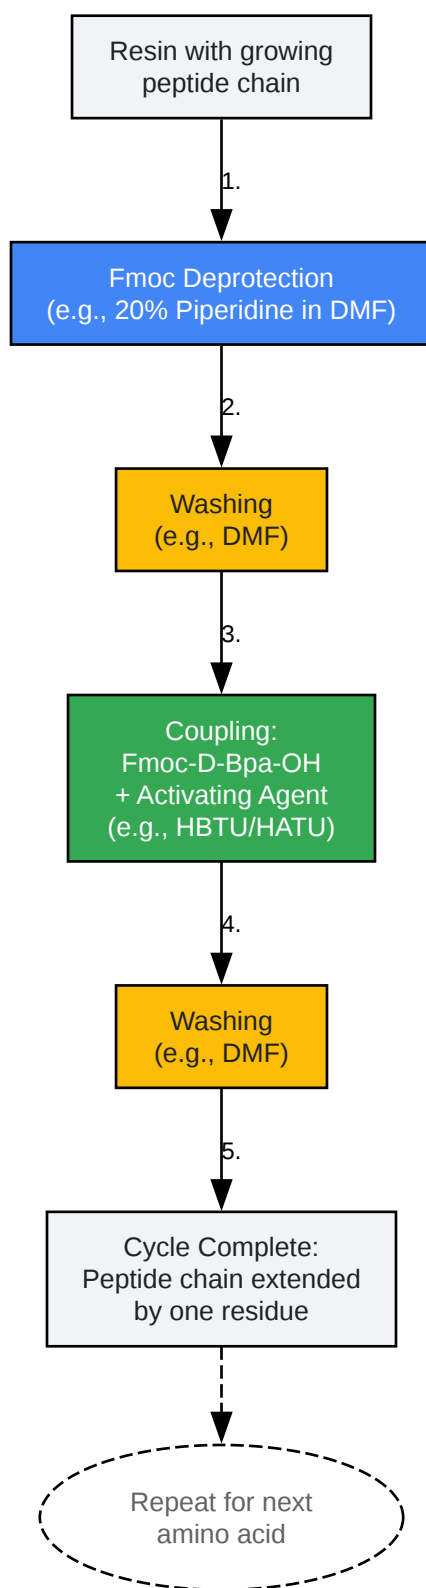 Resin with growing
peptide chain
1.
Fmoc Deprotection
(e.g., 20% Piperidine in DMF)
2.
Washing
(e.g., DMF)
3.
Coupling:
Fmoc-D-Bpa-OH
+ Activating Agent
(e.g., HBTU/HATU)
4.
Washing
(e.g., DMF)
5.
Cycle Complete:
Peptide chain extended
by one residue
Repeat for next
amino acid